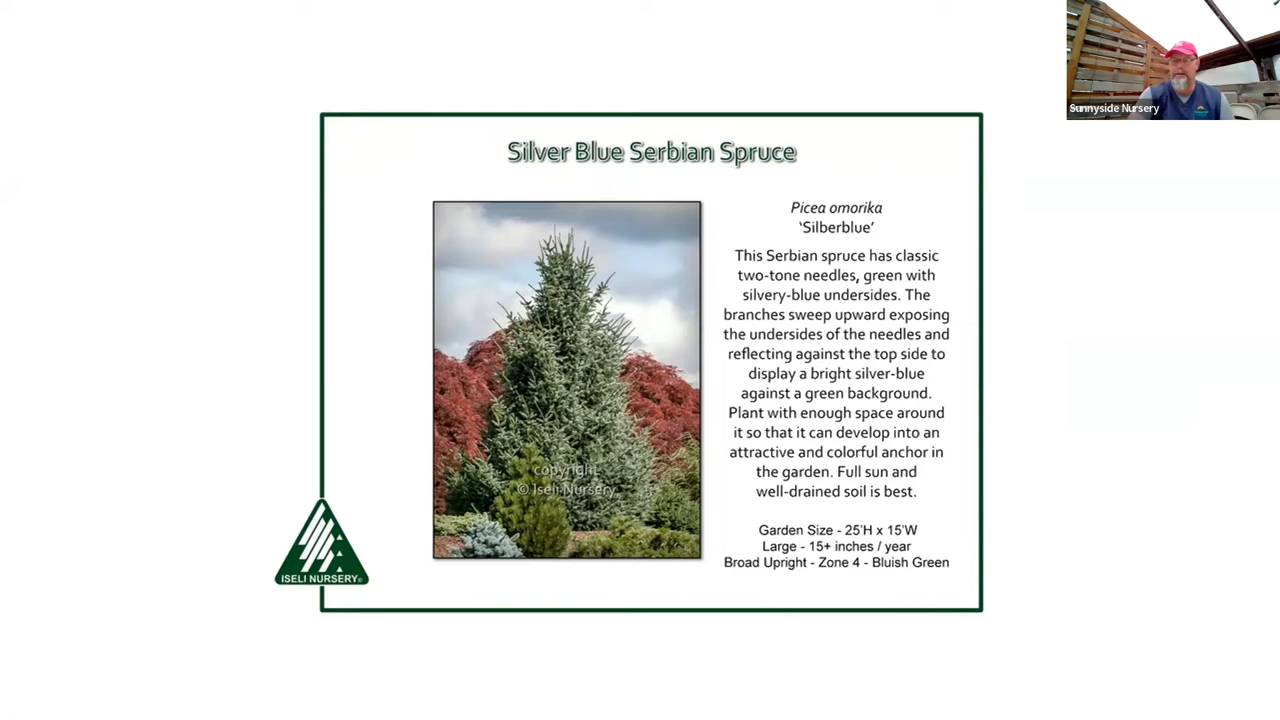 Sunnyside Nursery
Silver Blue Serbian Spruce
Picea omorika
‘Silberblue’
This Serbian spruce has classic
two-tone needles, green with
silvery-blue undersides. The
branches sweep upward exposing
the undersides of the needles and
reflecting against the top side to
display a bright silver-blue
against a green background.
Plant with enough space around
it so that it can develop into an
attractive and colorful anchor in
the garden. Full sun and
well-drained soil is best.
copyright
© Iseli Nursery
Garden Size - 25'H x 15'W
Large - 15+ inches / year
Broad Upright - Zone 4 - Bluish Green
ISELI NURSERY